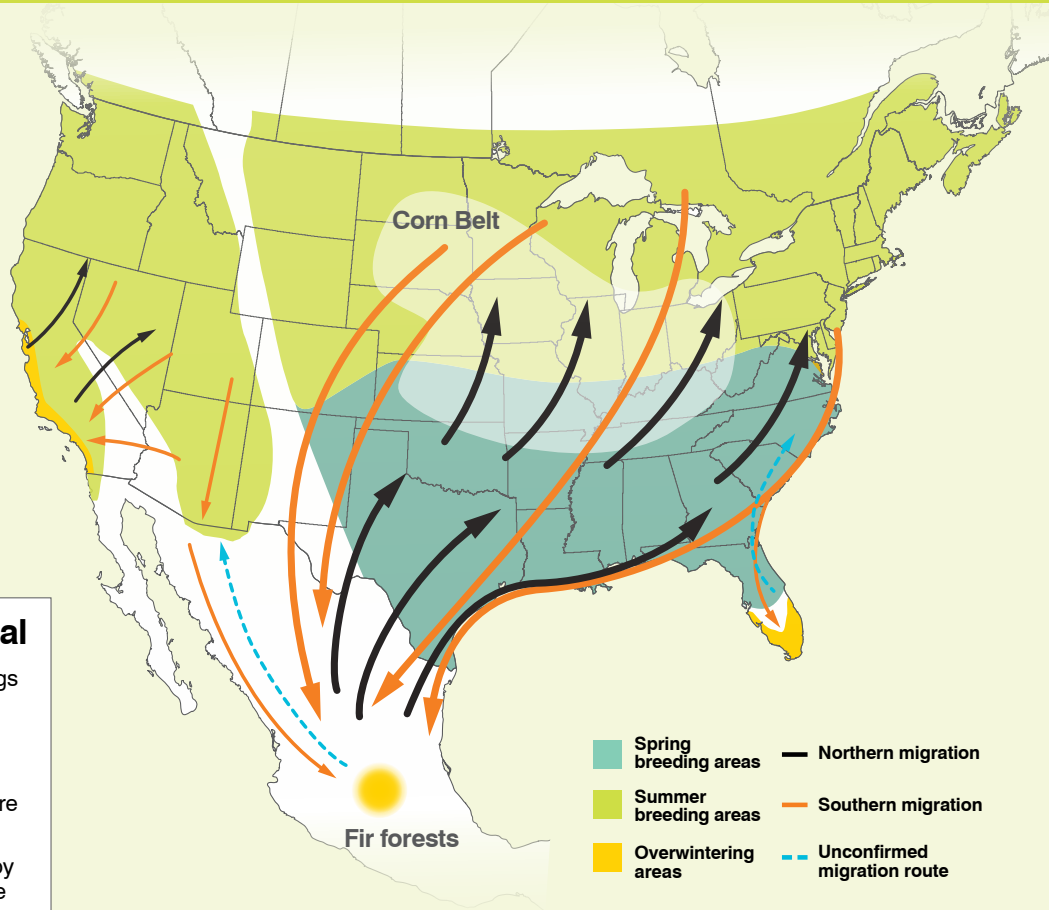 Corn Belt
al
gs
re
by
e
Fir forests
Spring
breeding areas
Summer
breeding areas
Overwintering
areas
Northern migration
Southern migration
Unconfirmed
migration route